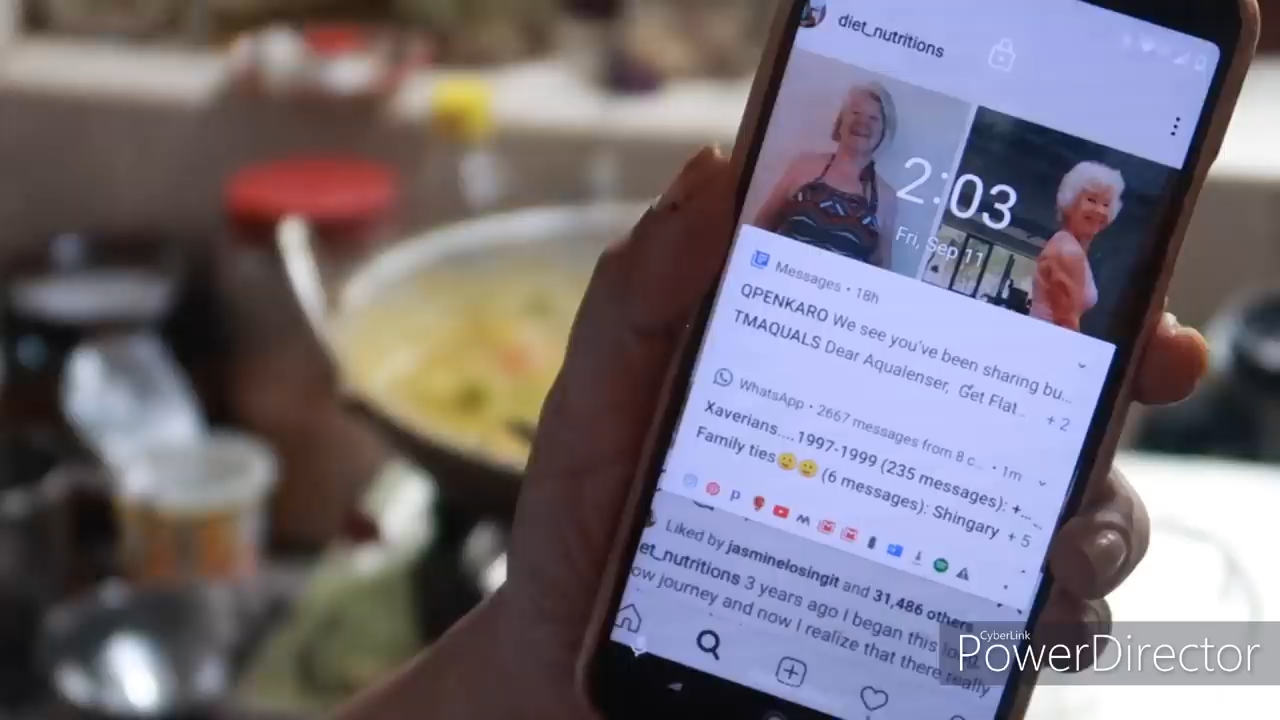 diet_nutritions
2:03
Fri, Sep 11
Messages • 18h
QPENKARO We see you've been sharing bu...
TMAQUALS Dear Aqualenser, Get Flat... + 2
WhatsApp • 2667 messages from 8 c... • 1m
Xaverians....1997-1999 (235 messages): +...
Family ties🙂🙂 (6 messages): Shingary + 5
Liked by jasminelosingit and 31,486 others
et_nutritions 3 years ago I began this
ow journey and now I realize that there really
CyberLink
PowerDirector